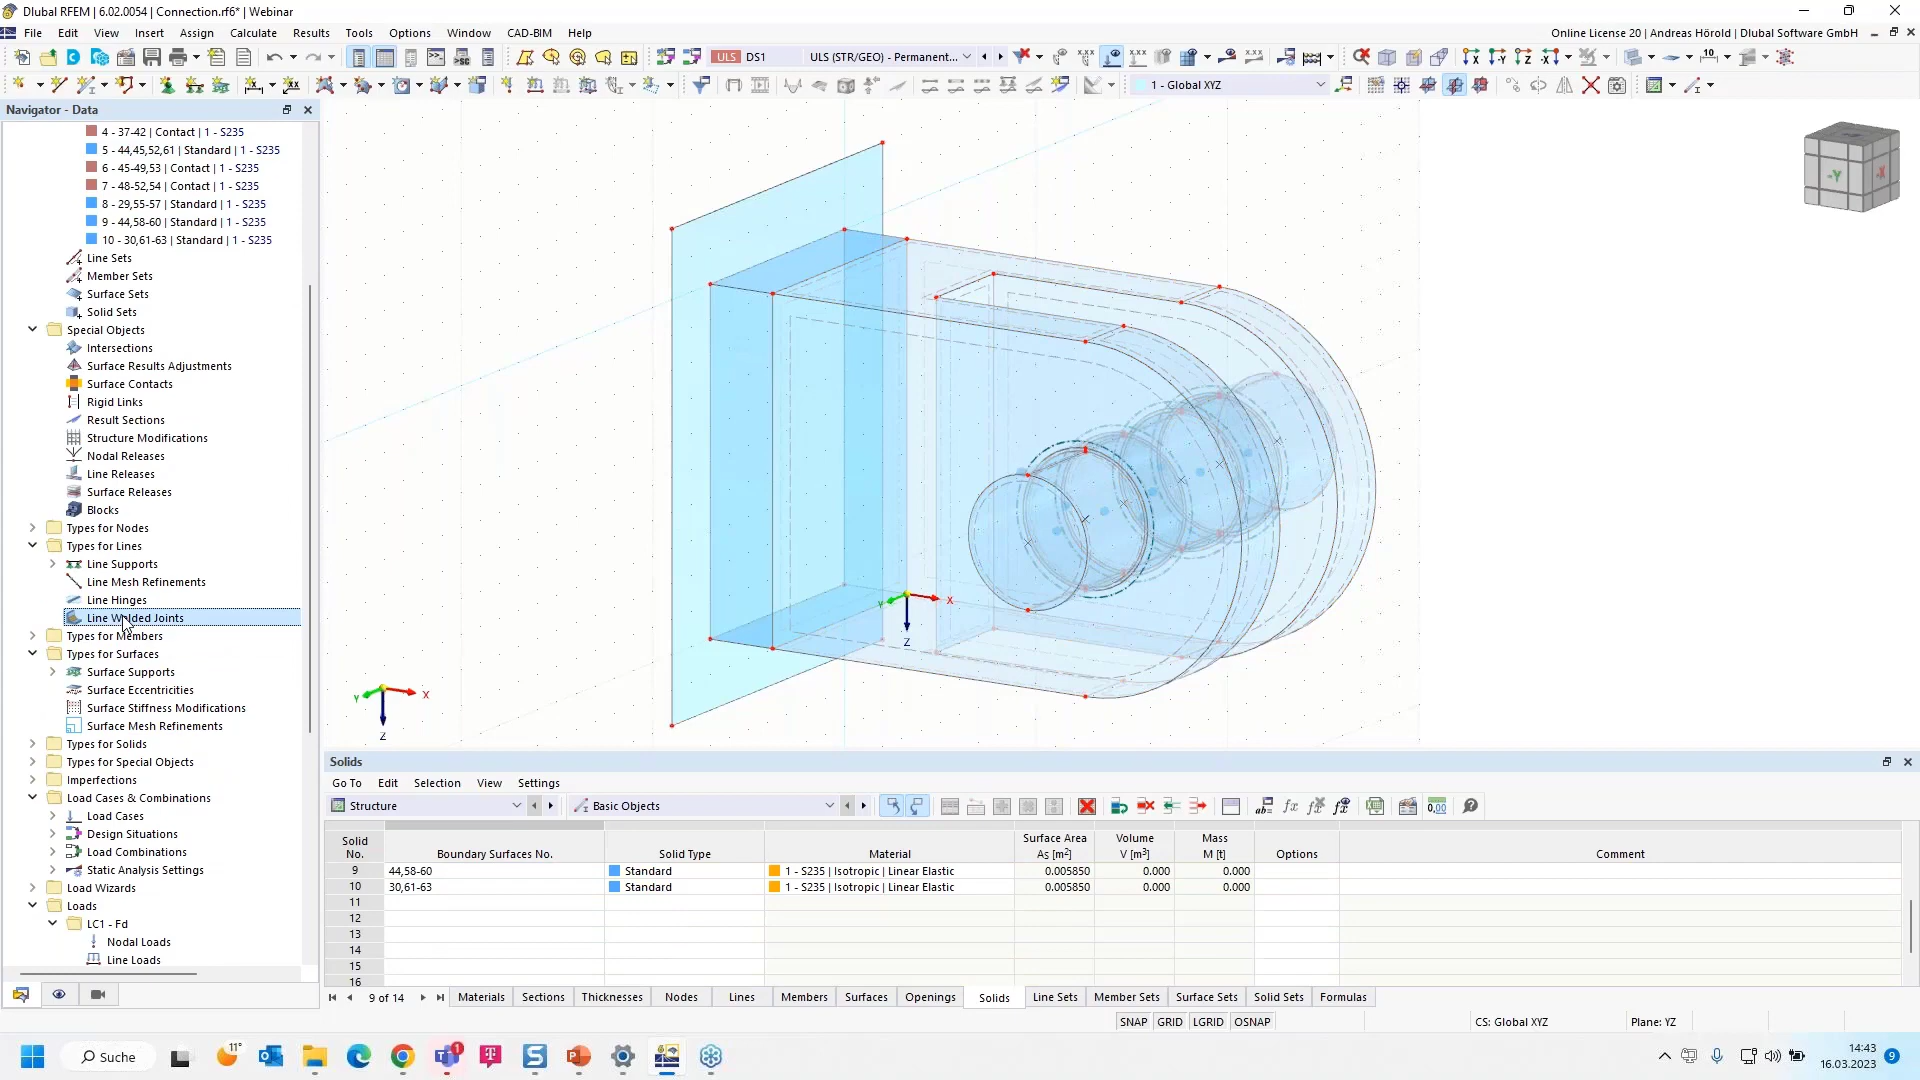 Dlubal RFEM | 6.02.0054 | Connection.rf6* | Webinar
File Edit View Insert Assign Calculate Results Tools Options Window CAD-BIM Help
Online License 20 | Andreas Hörold | Dlubal Software GmbH
ULS DS1 ULS (STR/GEO) - Permanent...
1 - Global XYZ
Navigator - Data
4 - 37-42 | Contact | 1 - S235
5 - 44,45,52,61 | Standard | 1 - S235
6 - 45-49,53 | Contact | 1 - S235
7 - 48-52,54 | Contact | 1 - S235
8 - 29,55-57 | Standard | 1 - S235
9 - 44,58-60 | Standard | 1 - S235
10 - 30,61-63 | Standard | 1 - S235
Line Sets
Member Sets
Surface Sets
Solid Sets
Special Objects
Intersections
Surface Results Adjustments
Surface Contacts
Rigid Links
Result Sections
Structure Modifications
Nodal Releases
Line Releases
Surface Releases
Blocks
Types for Nodes
Types for Lines
Line Supports
Line Mesh Refinements
Line Hinges
Line Welded Joints
Types for Members
Types for Surfaces
Surface Supports
Surface Eccentricities
Surface Stiffness Modifications
Surface Mesh Refinements
Types for Solids
Types for Special Objects
Imperfections
Load Cases & Combinations
Load Cases
Design Situations
Load Combinations
Static Analysis Settings
Load Wizards
Loads
LC1 - Fd
Nodal Loads
Line Loads
-Y -X
Y X
Z
Y X
Z
Solids
Go To Edit Selection View Settings
Structure Basic Objects
Solid No. Boundary Surfaces No. Solid Type Material Surface Area As [m²] Volume V [m³] Mass M [t] Options Comment
9 44,58-60 Standard 1 - S235 | Isotropic | Linear Elastic 0.005850 0.000 0.000
10 30,61-63 Standard 1 - S235 | Isotropic | Linear Elastic 0.005850 0.000 0.000
11
12
13
14
15
16
9 of 14 Materials Sections Thicknesses Nodes Lines Members Surfaces Openings Solids Line Sets Member Sets Surface Sets Solid Sets Formulas
SNAP GRID LGRID OSNAP CS: Global XYZ Plane: YZ
Suche 11° 1 14:43
16.03.2023 9